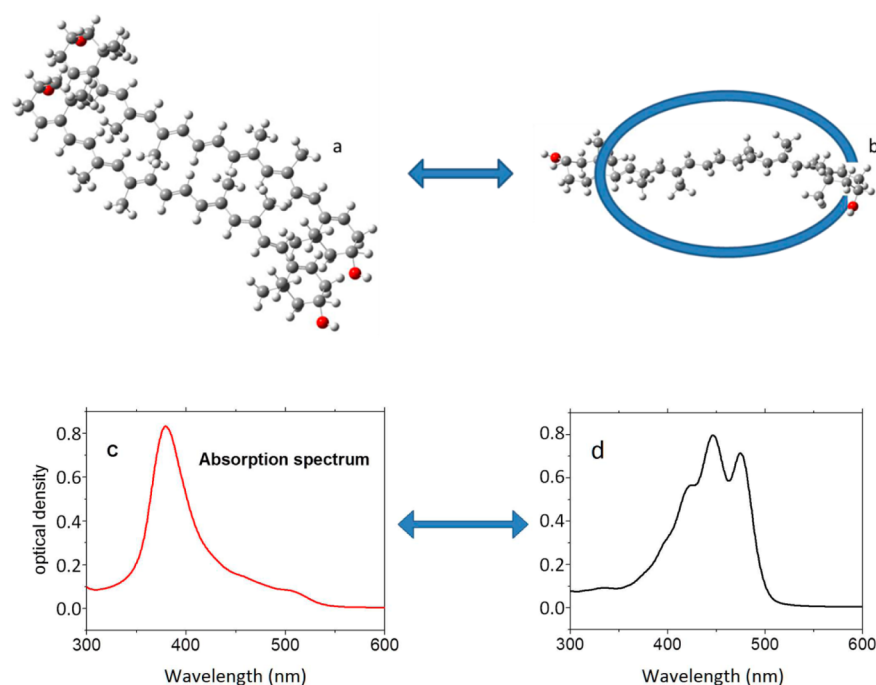 a
b
c
Absorption spectrum
0.8
0.6
0.4
0.2
0.0
optical density
300 400 500 600
Wavelength (nm)
d
0.8
0.6
0.4
0.2
0.0
300 400 500 600
Wavelength (nm)